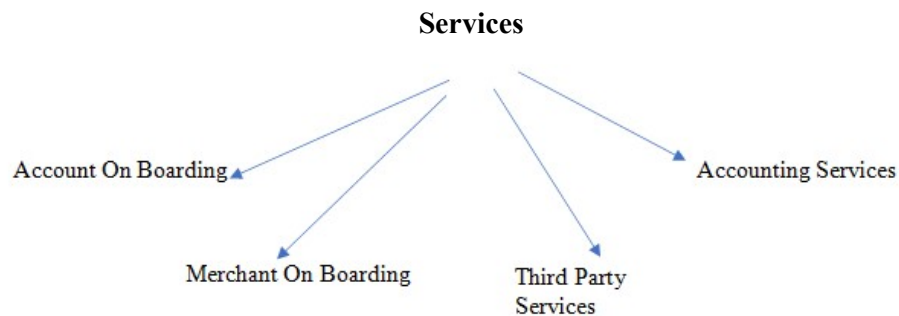 Services
Account On Boarding
Accounting Services
Merchant On Boarding
Third Party
Services